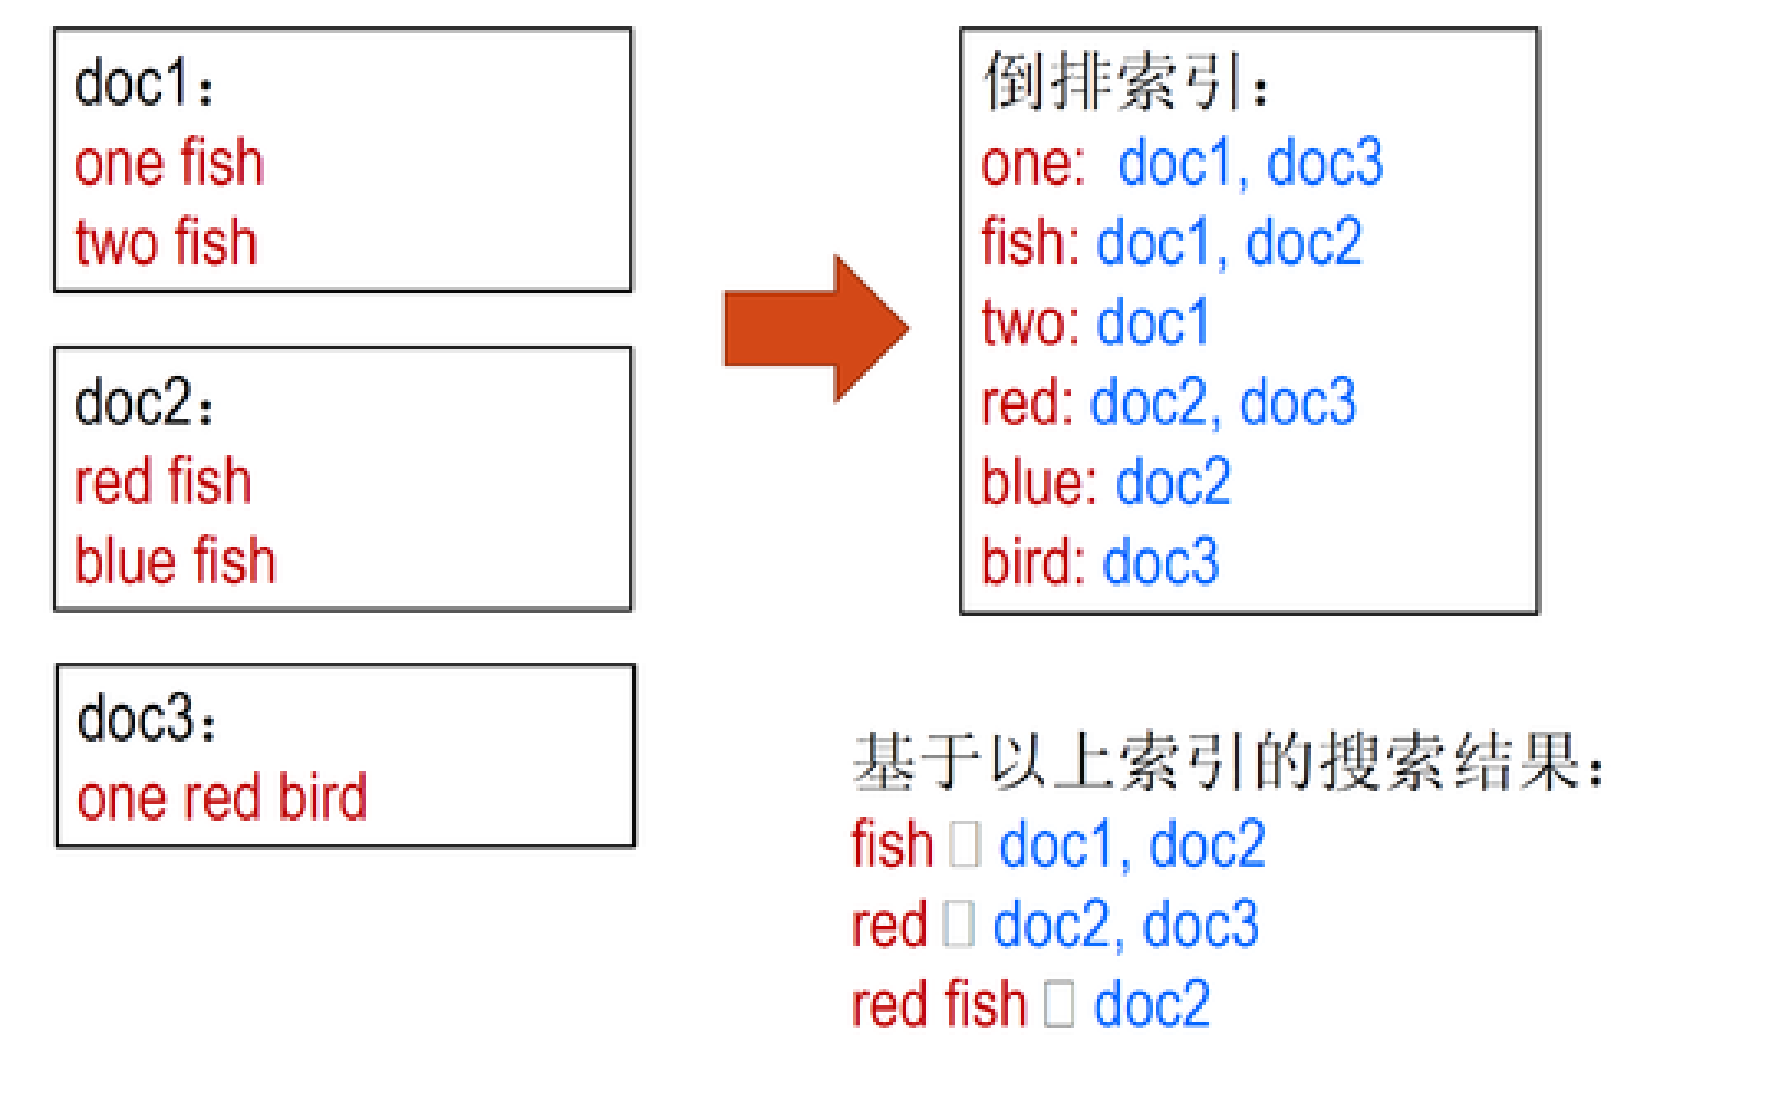 doc1：
one fish
two fish
doc2：
red fish
blue fish
doc3：
one red bird
倒排索引：
one: doc1, doc3
fish: doc1, doc2
two: doc1
red: doc2, doc3
blue: doc2
bird: doc3
基于以上索引的搜索结果：
fish □ doc1, doc2
red □ doc2, doc3
red fish □ doc2